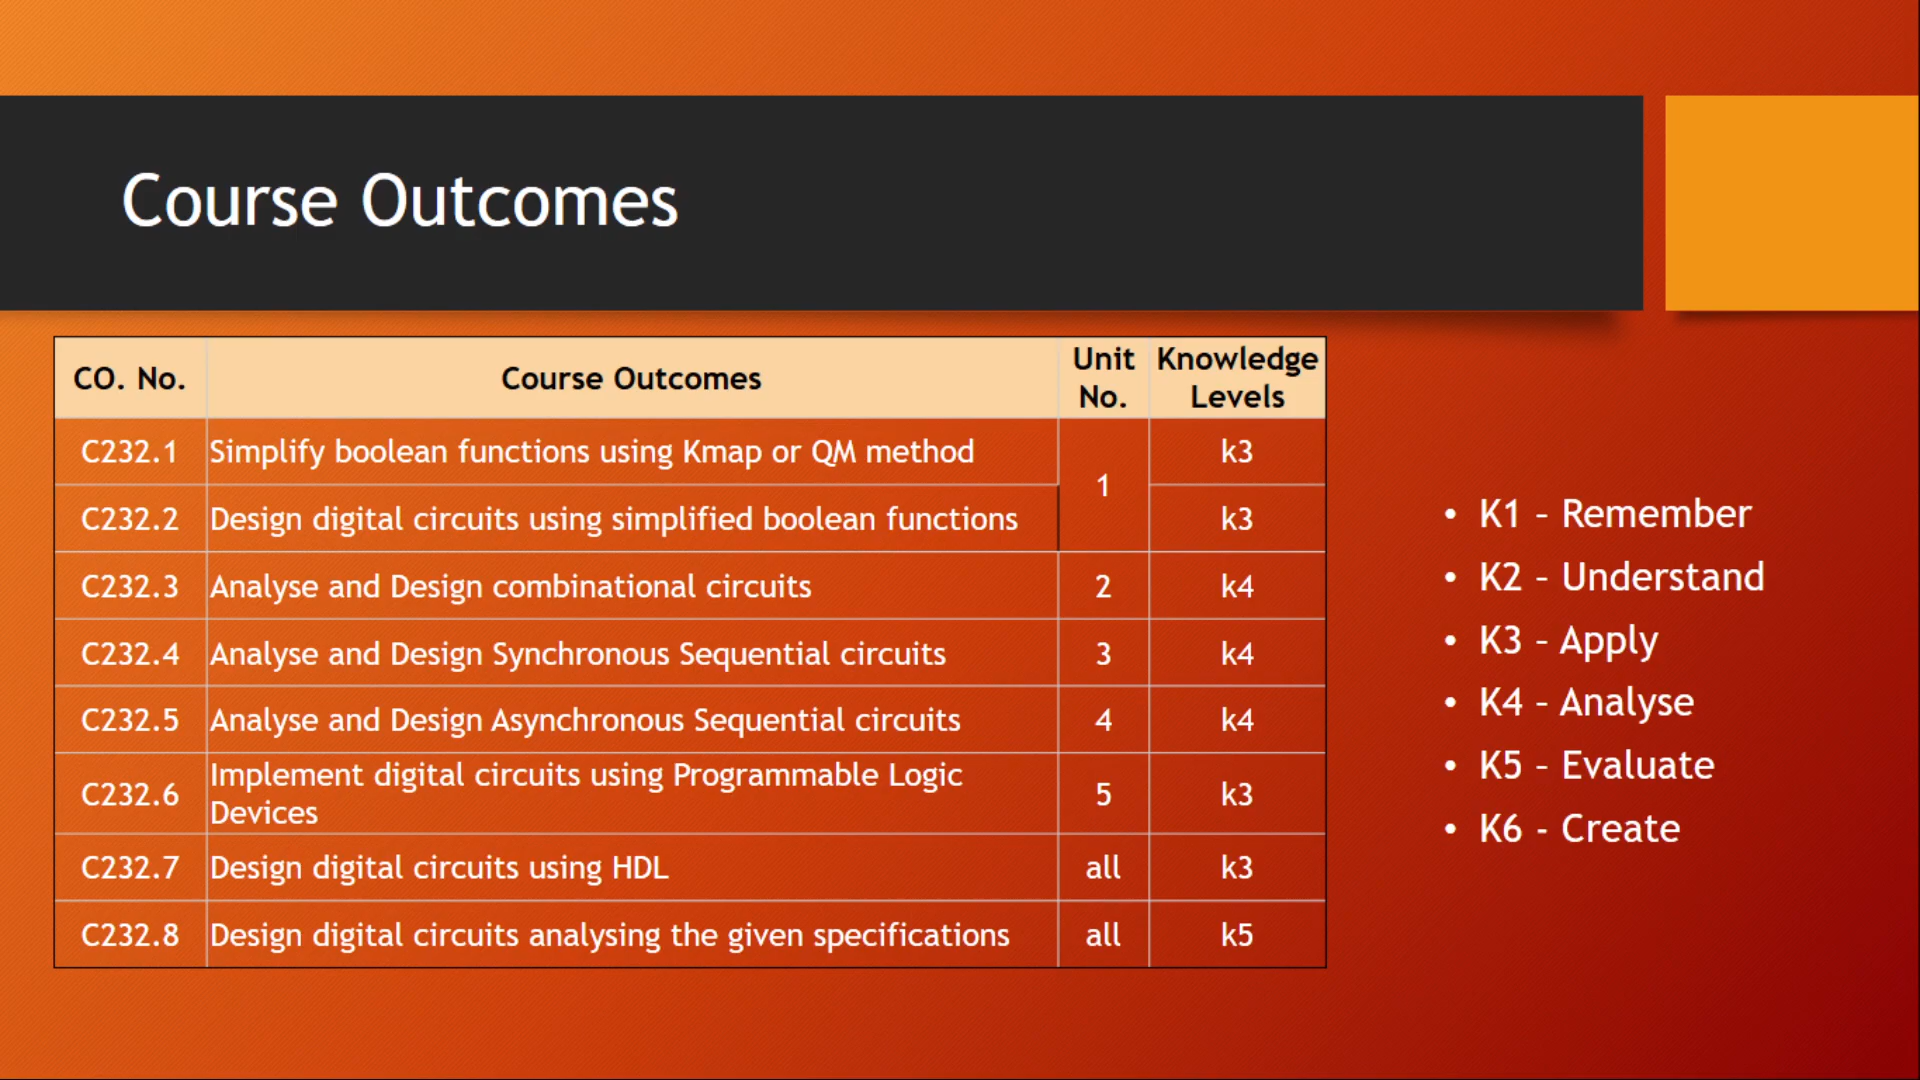 Course Outcomes
CO. No. Course Outcomes Unit No. Knowledge Levels
C232.1 Simplify boolean functions using Kmap or QM method 1 k3
C232.2 Design digital circuits using simplified boolean functions k3
C232.3 Analyse and Design combinational circuits 2 k4
C232.4 Analyse and Design Synchronous Sequential circuits 3 k4
C232.5 Analyse and Design Asynchronous Sequential circuits 4 k4
C232.6 Implement digital circuits using Programmable Logic Devices 5 k3
C232.7 Design digital circuits using HDL all k3
C232.8 Design digital circuits analysing the given specifications all k5
• K1 – Remember
• K2 – Understand
• K3 – Apply
• K4 – Analyse
• K5 – Evaluate
• K6 - Create